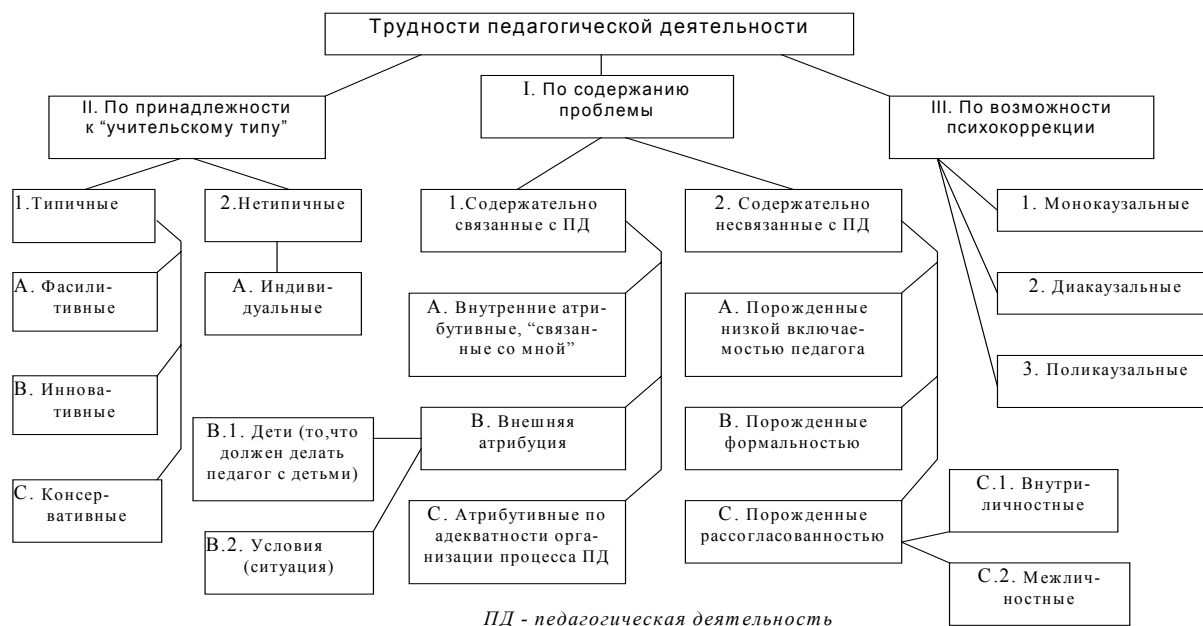 Трудности педагогической деятельности
II. По принадлежности
к “учительскому типу”
I. По содержанию
проблемы
III. По возможности
психокоррекции
1.Типичные
2.Нетипичные
1.Содержательно
связанные с ПД
2. Содержательно
несвязанные с ПД
1. Монокаузальные
А. Фасили-
тивные
А. Индиви-
дуальные
А. Внутренние атри-
бутивные, “связан-
ные со мной”
А. Порожденные
низкой включае-
мостью педагога
2. Диакаузальные
В. Иннова-
тивные
В.1. Дети (то,что
должен делать
педагог с детьми)
В. Внешняя
атрибуция
В. Порожденные
формальностью
3. Поликаузальные
С. Консер-
вативные
В.2. Условия
(ситуация)
С. Атрибутивные по
адекватности орга-
низации процесса ПД
С. Порожденные
рассогласованностью
С.1. Внутри-
личностные
С.2. Межлич-
ностные
ПД - педагогическая деятельность